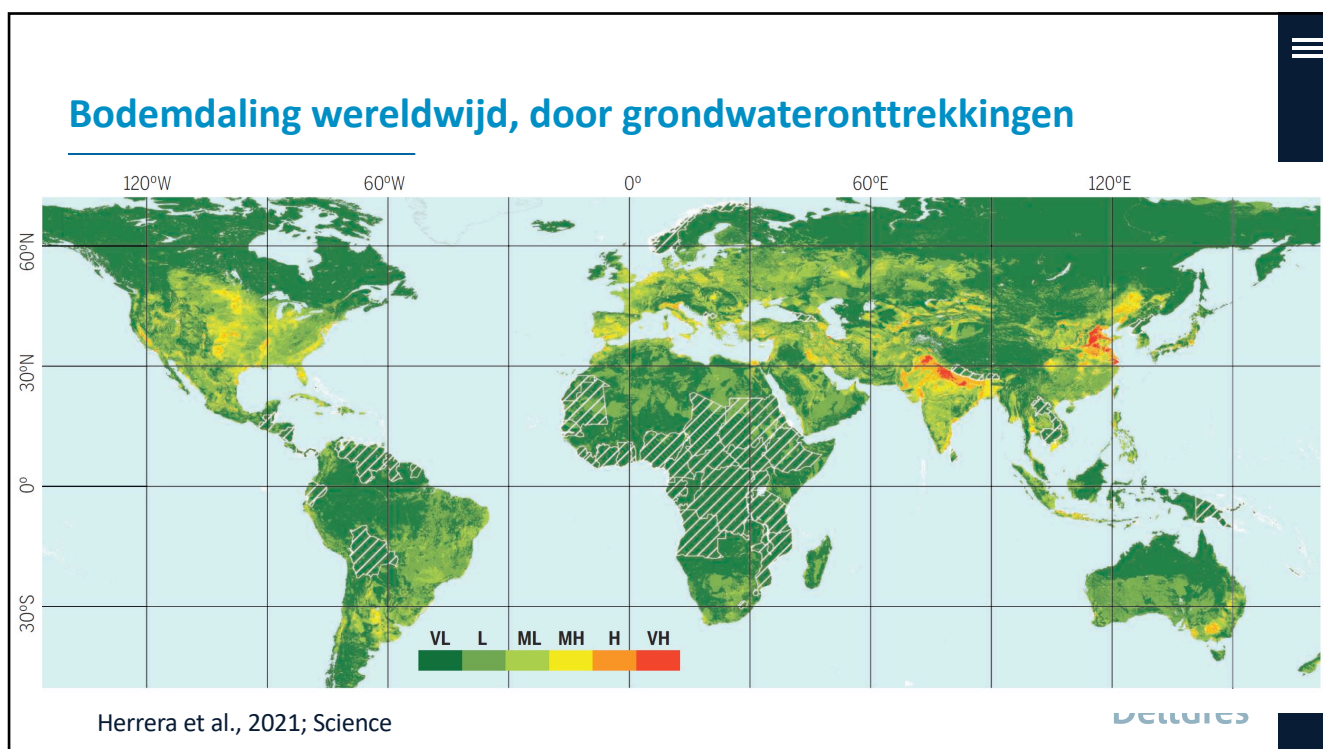 Bodemdaling wereldwijd, door grondwateronttrekkingen
120°W 60°W 0° 60°E 120°E
60°N
30°N
0°
30°S
VL L ML MH H VH
Herrera et al., 2021; Science
Deltares